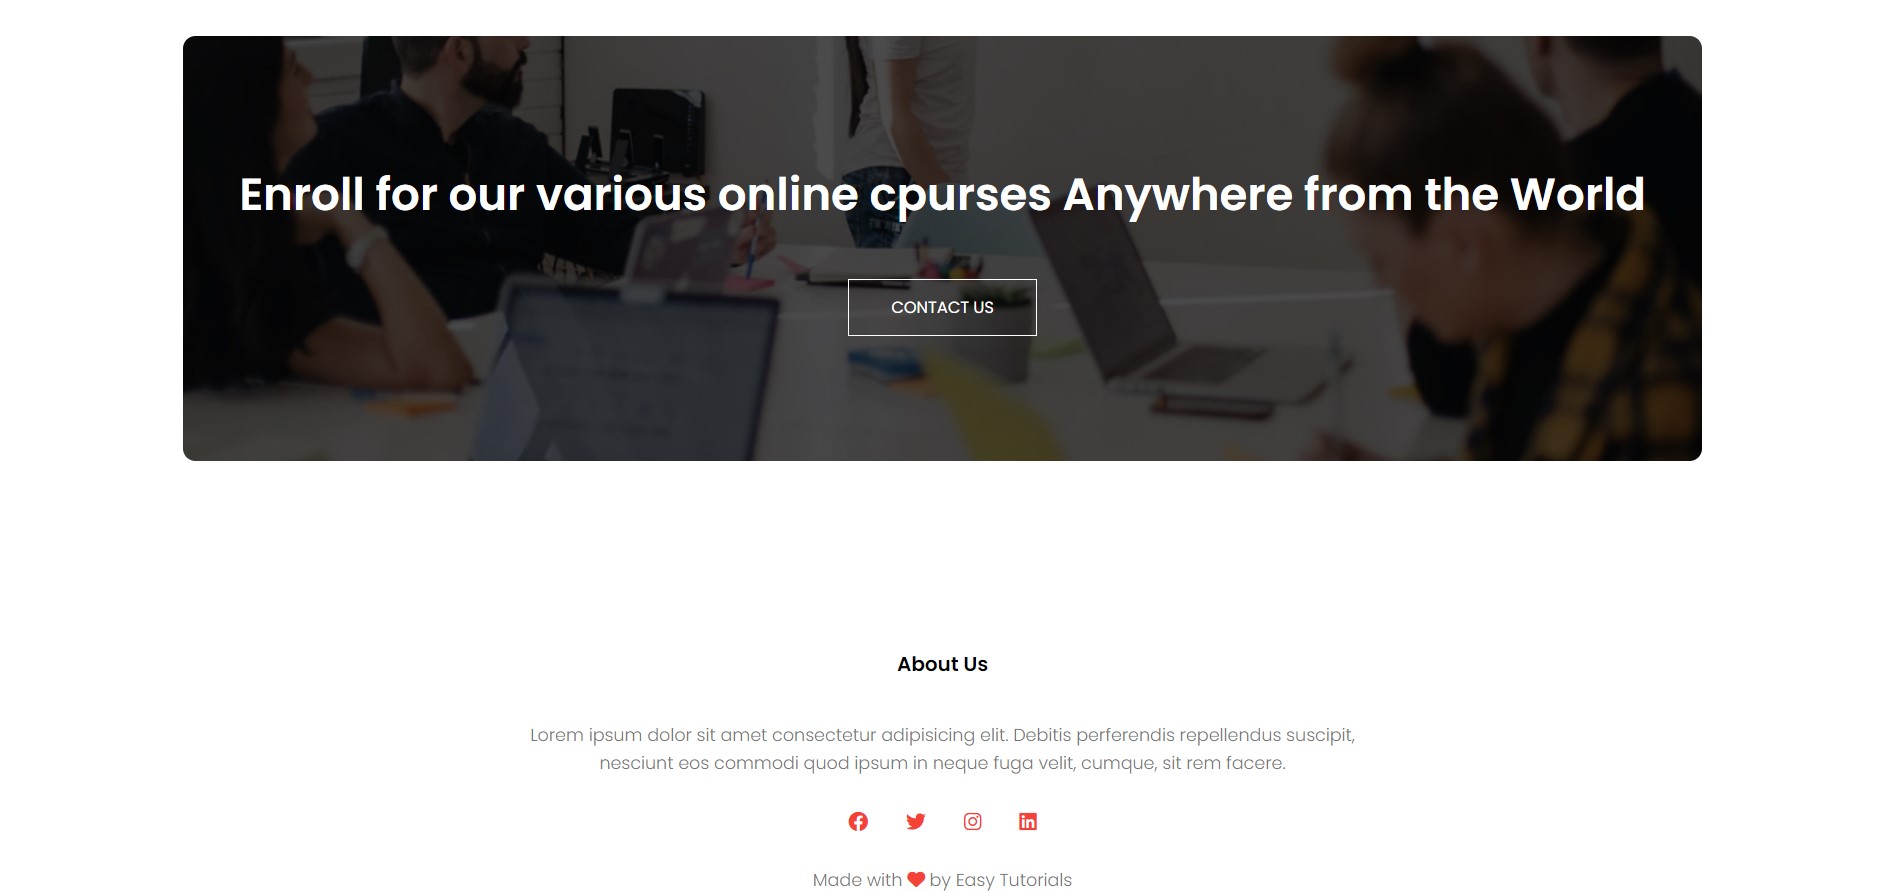 Enroll for our various online cpurses Anywhere from the World
CONTACT US
About Us
Lorem ipsum dolor sit amet consectetur adipisicing elit. Debitis perferendis repellendus suscipit,
nesciunt eos commodi quod ipsum in neque fuga velit, cumque, sit rem facere.
Made with ❤ by Easy Tutorials